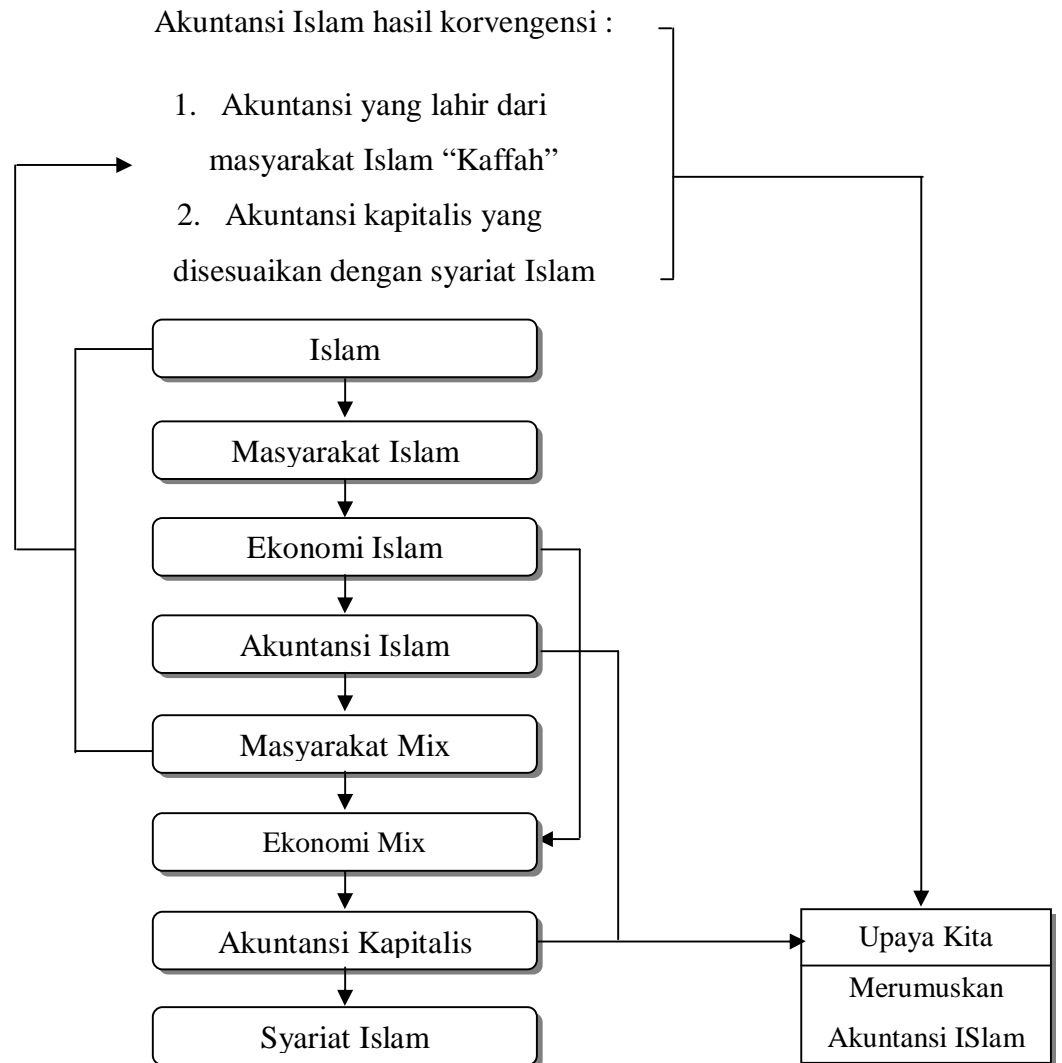 Akuntansi Islam hasil korvengensi :
1. Akuntansi yang lahir dari
masyarakat Islam “Kaffah”
2. Akuntansi kapitalis yang
disesuaikan dengan syariat Islam
Islam
Masyarakat Islam
Ekonomi Islam
Akuntansi Islam
Masyarakat Mix
Ekonomi Mix
Akuntansi Kapitalis
Syariat Islam
Upaya Kita
Merumuskan
Akuntansi ISlam